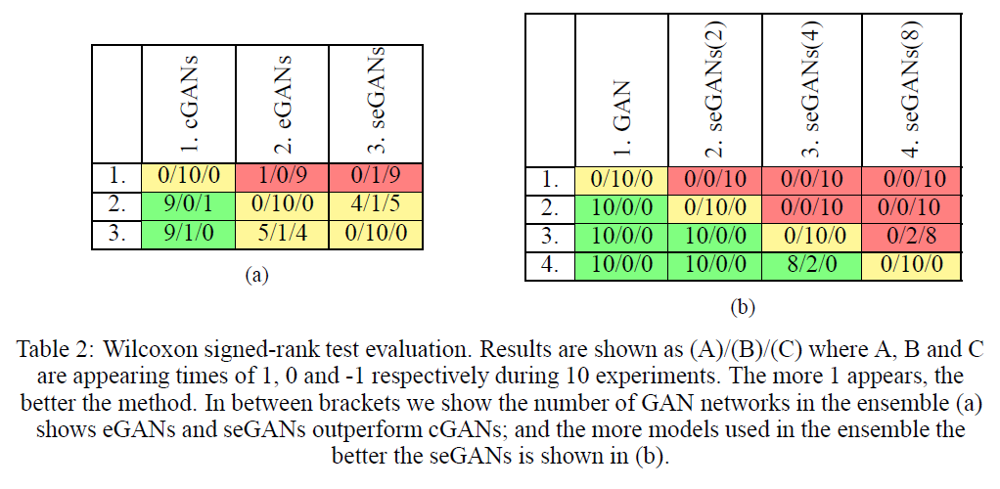 1. cGANs 2. eGANs 3. seGANs
1. 0/10/0 1/0/9 0/1/9
2. 9/0/1 0/10/0 4/1/5
3. 9/1/0 5/1/4 0/10/0
(a)
1. GAN 2. seGANs(2) 3. seGANs(4) 4. seGANs(8)
1. 0/10/0 0/0/10 0/0/10 0/0/10
2. 10/0/0 0/10/0 0/0/10 0/0/10
3. 10/0/0 10/0/0 0/10/0 0/2/8
4. 10/0/0 10/0/0 8/2/0 0/10/0
(b)
Table 2: Wilcoxon signed-rank test evaluation. Results are shown as (A)/(B)/(C) where A, B and C
are appearing times of 1, 0 and -1 respectively during 10 experiments. The more 1 appears, the
better the method. In between brackets we show the number of GAN networks in the ensemble (a)
shows eGANs and seGANs outperform cGANs; and the more models used in the ensemble the
better the seGANs is shown in (b).